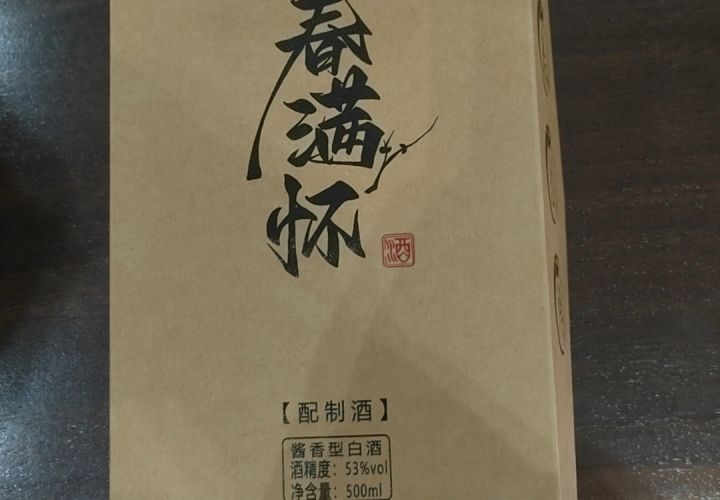 春满怀
酒
【配制酒】
酱香型白酒
酒精度：53%vol
净含量：500ml